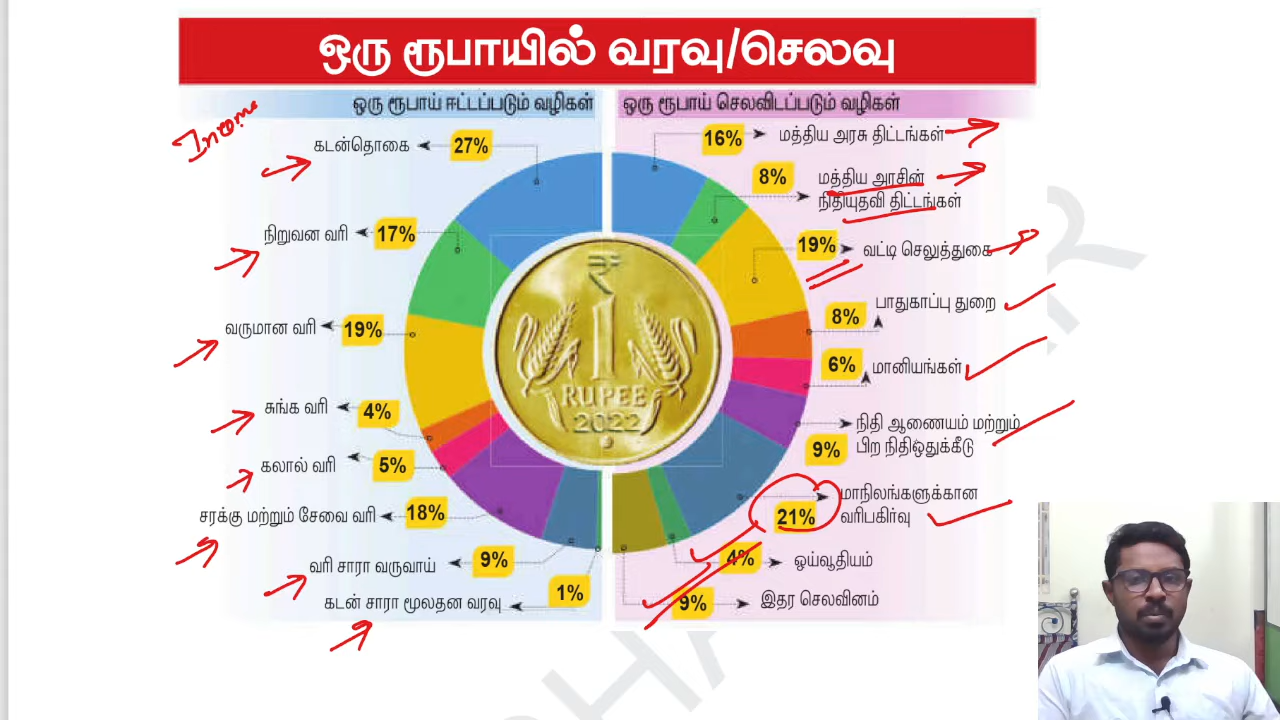 ஒரு ரூபாயில் வரவு/செலவு
ஒரு ரூபாய் ஈட்டப்படும் வழிகள்
Income
கடன்தொகை 27%
நிறுவன வரி 17%
வருமான வரி 19%
சுங்க வரி 4%
கலால் வரி 5%
சரக்கு மற்றும் சேவை வரி 18%
வரி சாரா வருவாய் 9%
கடன் சாரா மூலதன வரவு 1%
ஒரு ரூபாய் செலவிடப்படும் வழிகள்
16% மத்திய அரசு திட்டங்கள்
8% மத்திய அரசின்
நிதியுதவி திட்டங்கள்
19% வட்டி செலுத்துகை
8% பாதுகாப்பு துறை
6% மானியங்கள்
நிதி ஆணையம் மற்றும்
9% பிற நிதிஒதுக்கீடு
மாநிலங்களுக்கான
21% வரிபகிர்வு
4% ஓய்வூதியம்
9% இதர செலவினம்
₹
1
RUPEE
2022